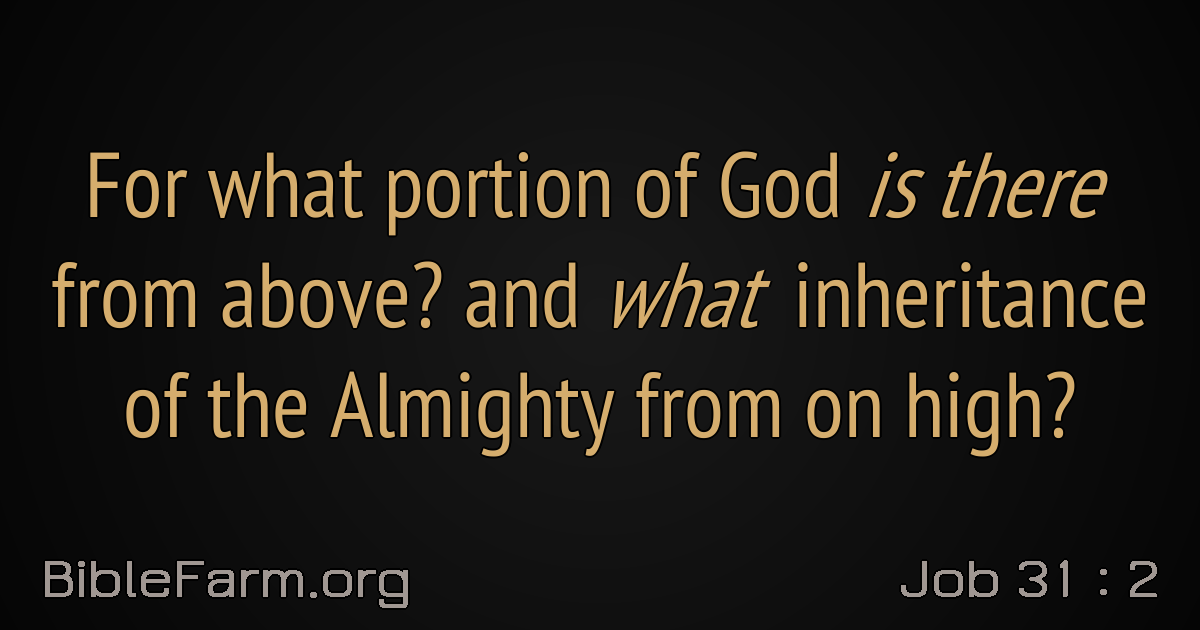 For what portion of God is there
from above? and what inheritance
of the Almighty from on high?
BibleFarm.org
Job 31 : 2